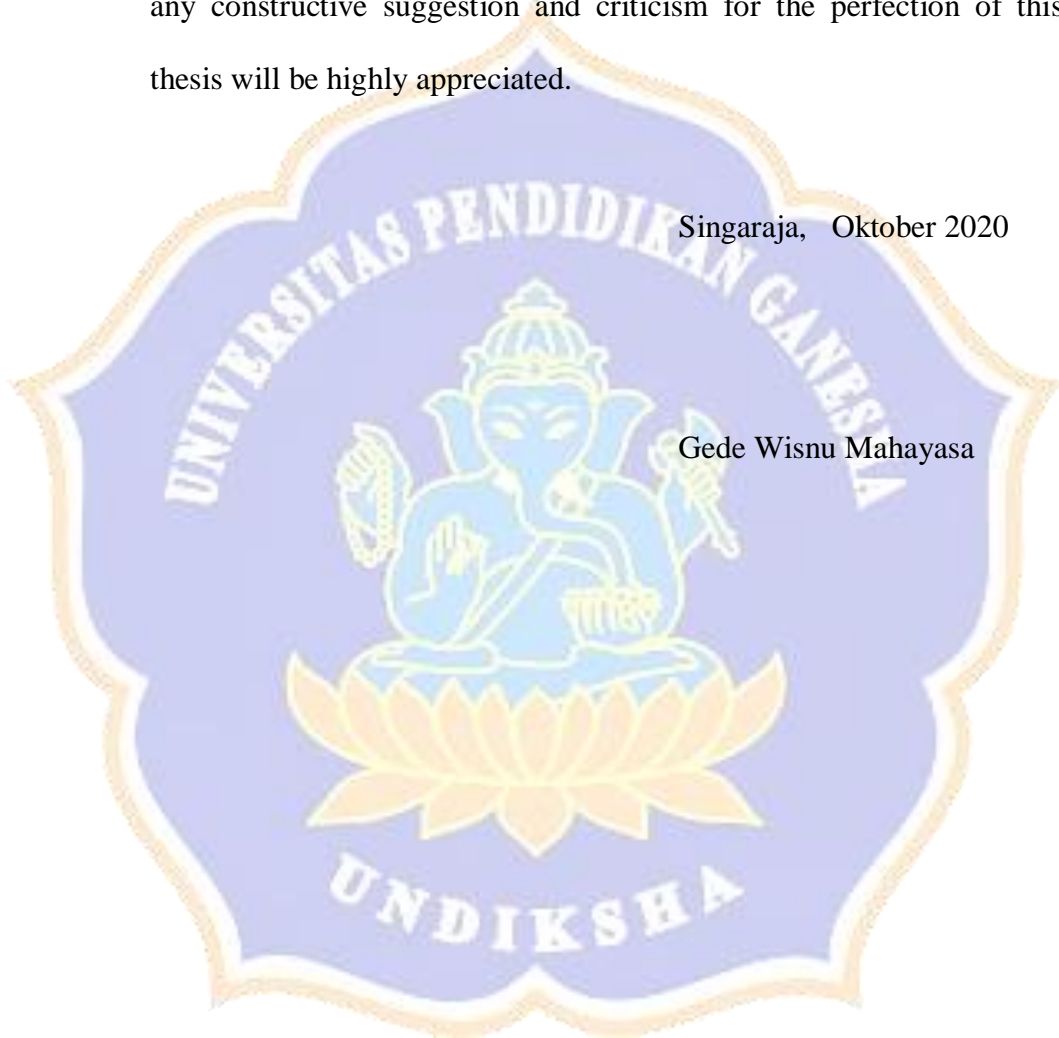 any constructive suggestion and criticism for the perfection of this
thesis will be highly appreciated.
Singaraja, Oktober 2020
UNIVERSITAS PENDIDIKAN GANESHA
Gede Wisnu Mahayasa
UNDIKSHA